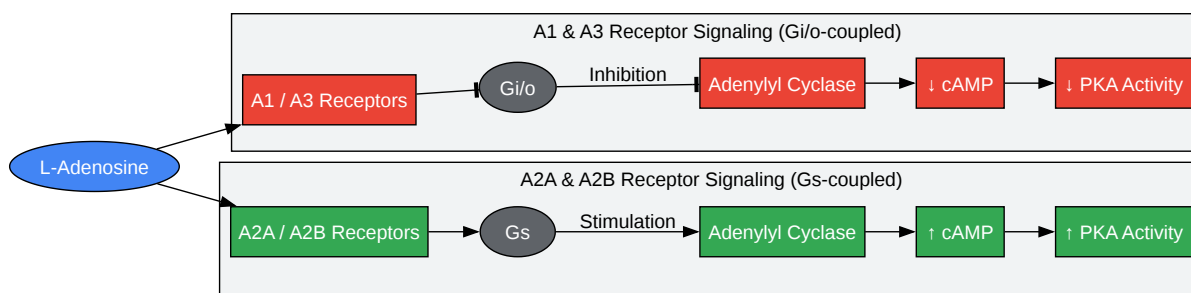 A1 & A3 Receptor Signaling (Gi/o-coupled)
A1 / A3 Receptors
Gi/o
Inhibition
Adenylyl Cyclase
↓ cAMP
↓ PKA Activity
L-Adenosine
A2A & A2B Receptor Signaling (Gs-coupled)
A2A / A2B Receptors
Gs
Stimulation
Adenylyl Cyclase
↑ cAMP
↑ PKA Activity